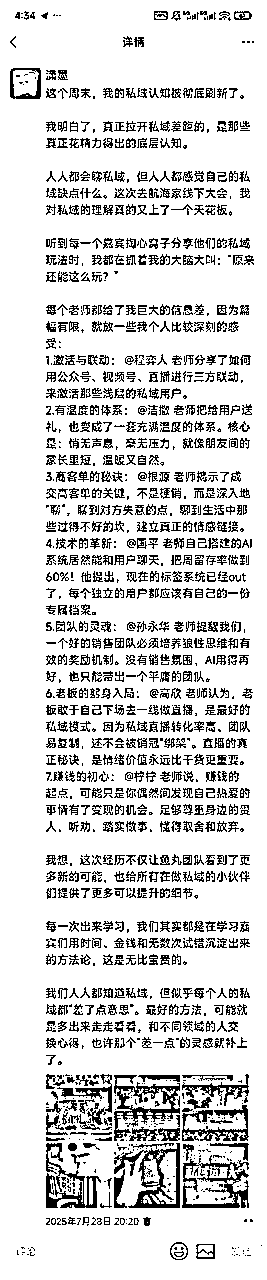 4:34
详情
这个周末，我的私域认知被彻底刷新了。
我明白了，真正拉开私域差距的，是那些
真正花精力得出的底层认知。
人人都会聊私域，但人人都感觉自己的私
域缺点什么。这次去航海家线下大会，我
对私域的理解真的又上了一个天花板。
听到每一个嘉宾掏心窝子分享他们的私域
玩法时，我都在抓着我的大脑大叫："原来
还能这么玩？"
每个老师都给了我巨大的信息差，因为篇
幅有限，就放一些我个人比较深刻的感
受：
1.激活与联动： @程弈人 老师分享了如何
用公众号、视频号、直播进行三方联动，
来激活那些浅层的私域用户。
2.有温度的体系： @洁澈 老师把给用户送
礼，也变成了一套充满温度的体系。核心
是：悄无声息，毫无压力，就像朋友间的
家长里短，温暖又自然。
3.高客单的秘诀： @根源 老师揭示了成
交高客单的关键，不是硬销，而是深入地
"聊"，聊到对方失意的点，聊到生活中那
些过得不好的坎，建立真正的情感链接。
4.技术的革新： @国平 老师自己搭建的AI
系统居然能和用户聊天，把周留存率做到
60%！他提出，现在的标签系统已经out
了，每个独立的用户都应该有自己的一份
专属档案。
5.团队的灵魂： @孙永华 老师提醒我们，
一个好的销售团队必须培养狼性思维和有
效的奖励机制。没有销售氛围，AI用得再
好，也只能带出一个平庸的团队。
6.老板的躬身入局： @高欣 老师认为，老
板敢于自己下场去一线做直播，是最好的
私域模式。因为私域直播转化率高、团队
易复制，还不会被销冠"绑架"。直播的真
正秘诀，是情绪价值永远比干货更重要。
7.赚钱的初心： @柠柠 老师说，赚钱的
起点，可能只是你偶然间发现自己热爱的
事情有了变现的机会。足够尊重身边的贵
人、听劝、踏实做事、懂得取舍和放弃。
我想，这次经历不仅让鱼丸团队看到了更
多新的可能，也给所有在做私域的小伙伴
们提供了更多可以提升的细节。
每一次出来学习，我们其实都是在学习嘉
宾们用时间、金钱和无数次试错沉淀出来
的方法论，这是无比宝贵的。
我们人人都知道私域，但似乎每个人的私
域都"差了点意思"。最好的方法，可能就
是多出来走走看看，和不同领域的人交
换心得，也许那个"差一点"的灵感就补上
了。
2025年7月23日 20:20
评论
发送